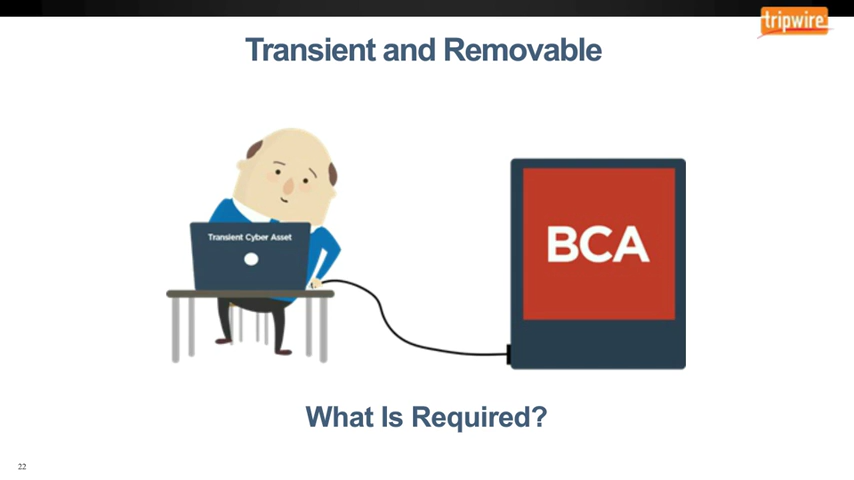 tripwire
Transient and Removable
Transient Cyber Asset
BCA
What Is Required?
22